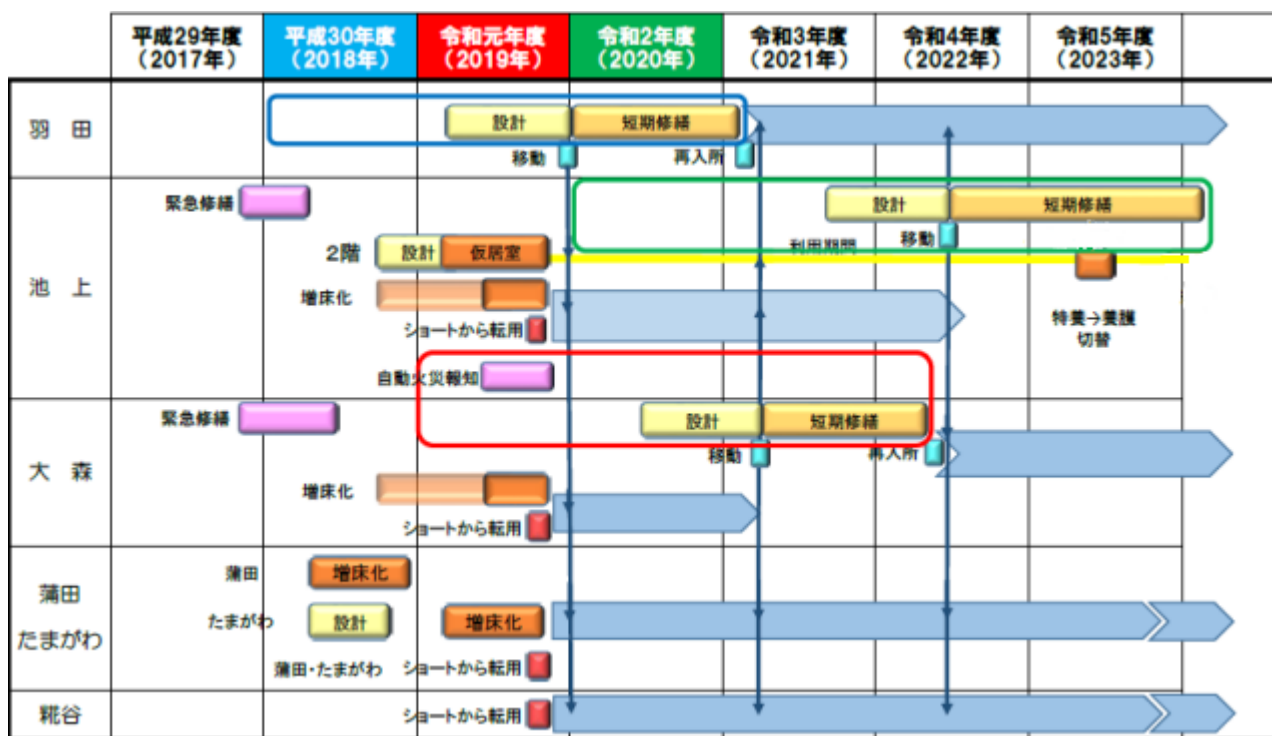 平成29年度 平成30年度 令和元年度 令和2年度 令和3年度 令和4年度 令和5年度
（2017年） （2018年） （2019年） （2020年） （2021年） （2022年） （2023年）
羽 田
設計 短期修繕
移動 再入所
池 上
緊急修繕
設計 短期修繕
利用期間 移動
2階 設計 仮居室
増床化
ショートから転用
特養→養護
切替
自動火災報知
大 森
緊急修繕
設計 短期修繕
移動 再入所
増床化
ショートから転用
蒲田
たまがわ
蒲田 増床化
たまがわ 設計 増床化
蒲田・たまがわ ショートから転用
糀谷
ショートから転用